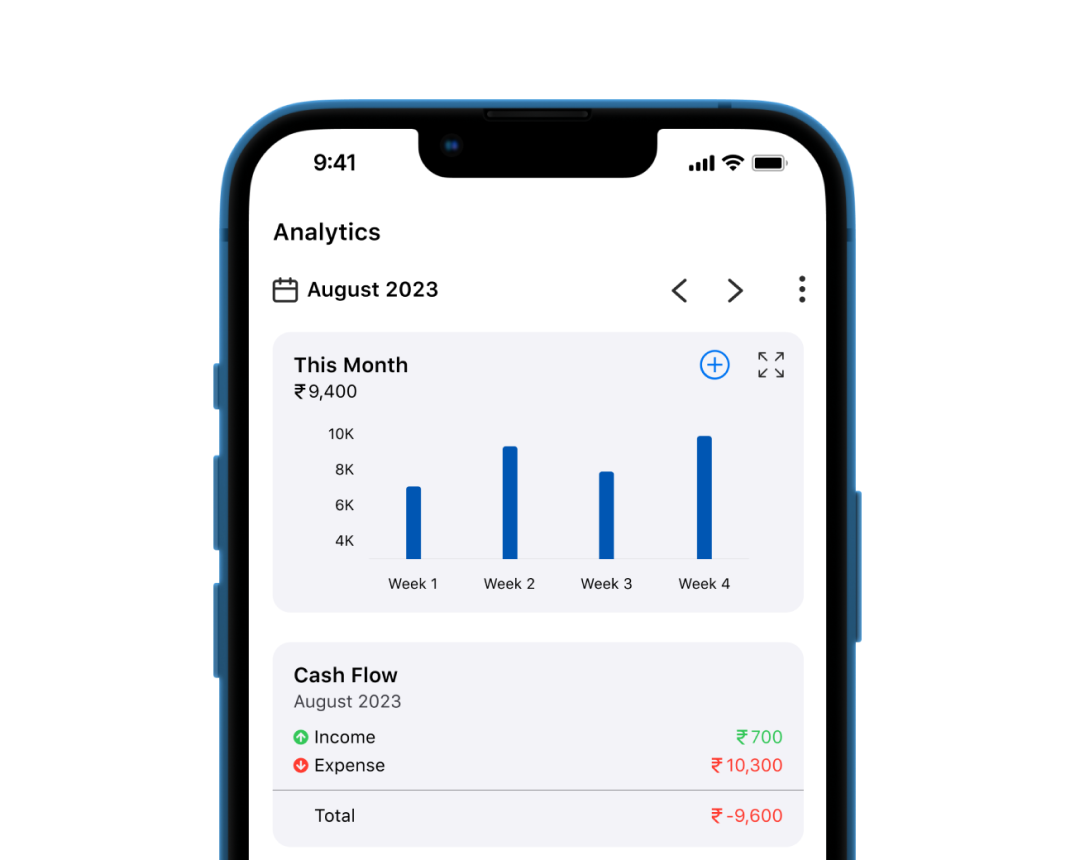 9:41
Analytics
August 2023
This Month
₹9,400
10K
8K
6K
4K
Week 1 Week 2 Week 3 Week 4
Cash Flow
August 2023
Income ₹700
Expense ₹10,300
Total ₹-9,600